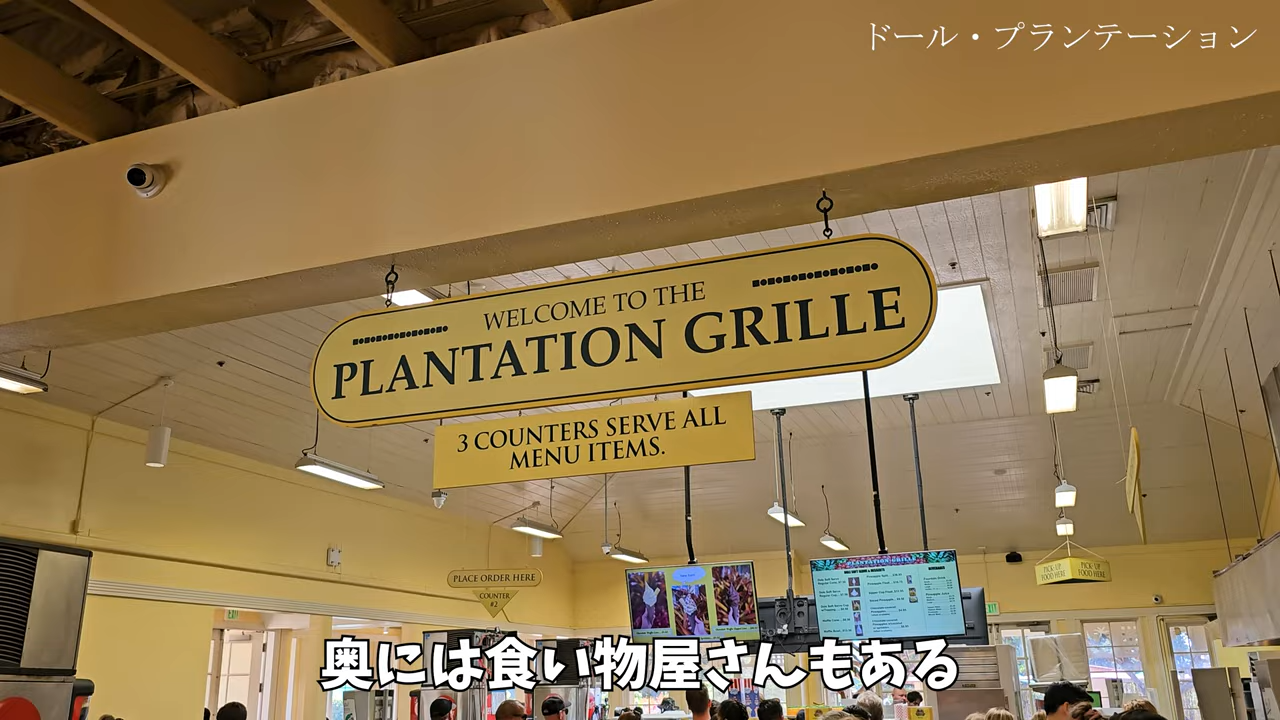 ドール・プランテーション
WELCOME TO THE
PLANTATION GRILLE
3 COUNTERS SERVE ALL
MENU ITEMS.
PLACE ORDER HERE
COUNTER
#2
PICK UP
FOOD HERE
PICK UP
FOOD HERE
奥には食い物屋さんもある